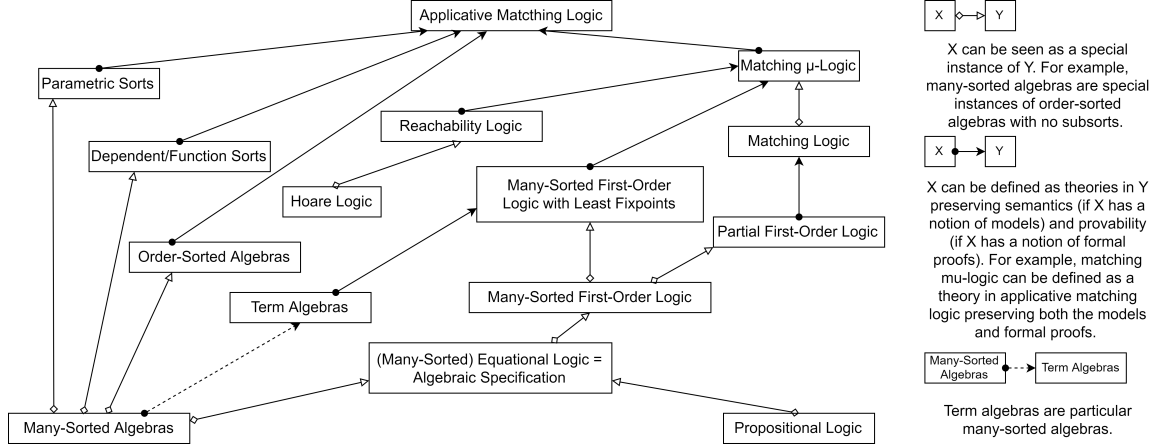 Applicative Matcthing Logic
Parametric Sorts
Matching μ-Logic
Reachability Logic
Dependent/Function Sorts
Matching Logic
Hoare Logic
Many-Sorted First-Order
Logic with Least Fixpoints
Partial First-Order Logic
Order-Sorted Algebras
Term Algebras
Many-Sorted First-Order Logic
(Many-Sorted) Equational Logic =
Algebraic Specification
Many-Sorted Algebras
Propositional Logic
X
Y
X can be seen as a special
instance of Y. For example,
many-sorted algebras are special
instances of order-sorted
algebras with no subsorts.
X
Y
X can be defined as theories in Y
preserving semantics (if X has a
notion of models) and provability
(if X has a notion of formal
proofs). For example, matching
mu-logic can be defined as a
theory in applicative matching
logic preserving both the models
and formal proofs.
Many-Sorted
Algebras
Term Algebras
Term algebras are particular
many-sorted algebras.